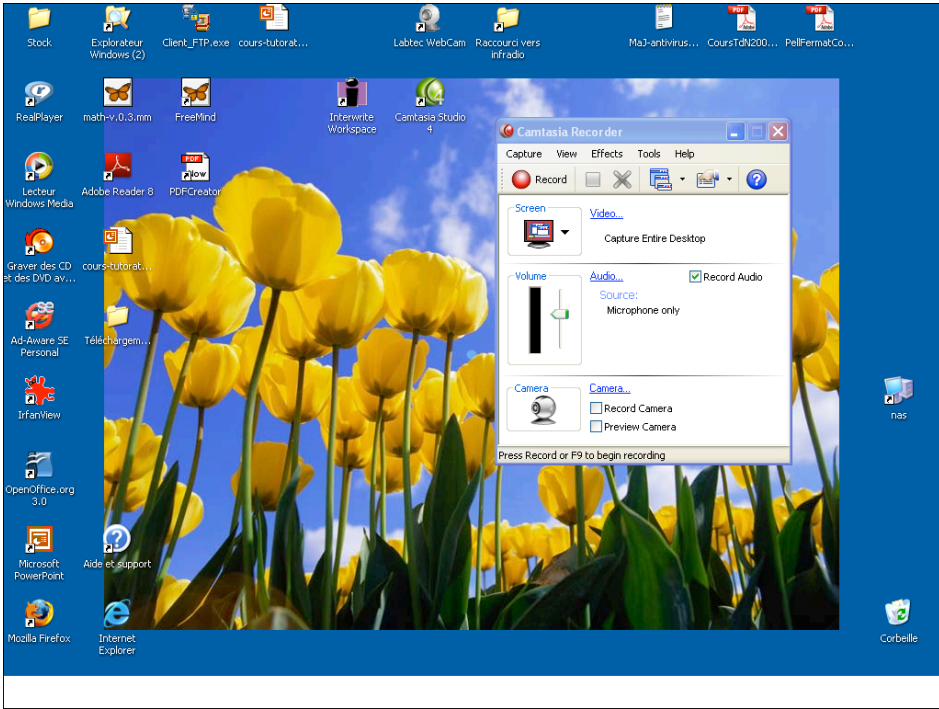 Stock
Explorateur
Windows (2)
Client_FTP.exe
cours-tutorat...
Labtec WebCam
Raccourci vers
infradio
MaJ-antivirus...
CoursTdN200...
PellFermatCo...
RealPlayer
math-v.0.3.mm
FreeMind
Interwrite
Workspace
Camtasia Studio
4
Lecteur
Windows Media
Adobe Reader 8
PDF
Now
PDFCreator
Graver des CD
et des DVD av...
cours-tutorat...
Ad-Aware SE
Personal
Téléchargem...
IrfanView
OpenOffice.org
3.0
Microsoft
PowerPoint
Aide et support
Mozilla Firefox
Internet
Explorer
Camtasia Recorder
Capture View Effects Tools Help
Record
Screen
Video...
Capture Entire Desktop
Volume
Audio...
Record Audio
Source:
Microphone only
Camera
Camera...
Record Camera
Preview Camera
Press Record or F9 to begin recording
nas
Corbeille